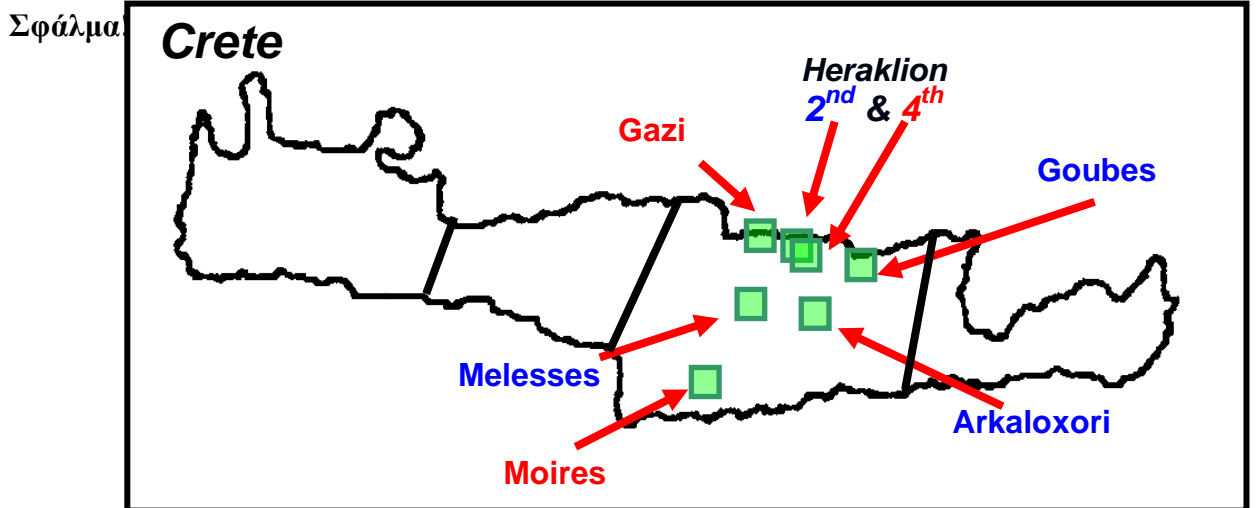 Σφάλμα!
Crete
Heraklion
2nd & 4th
Gazi
Goubes
Melesses
Arkaloxori
Moires